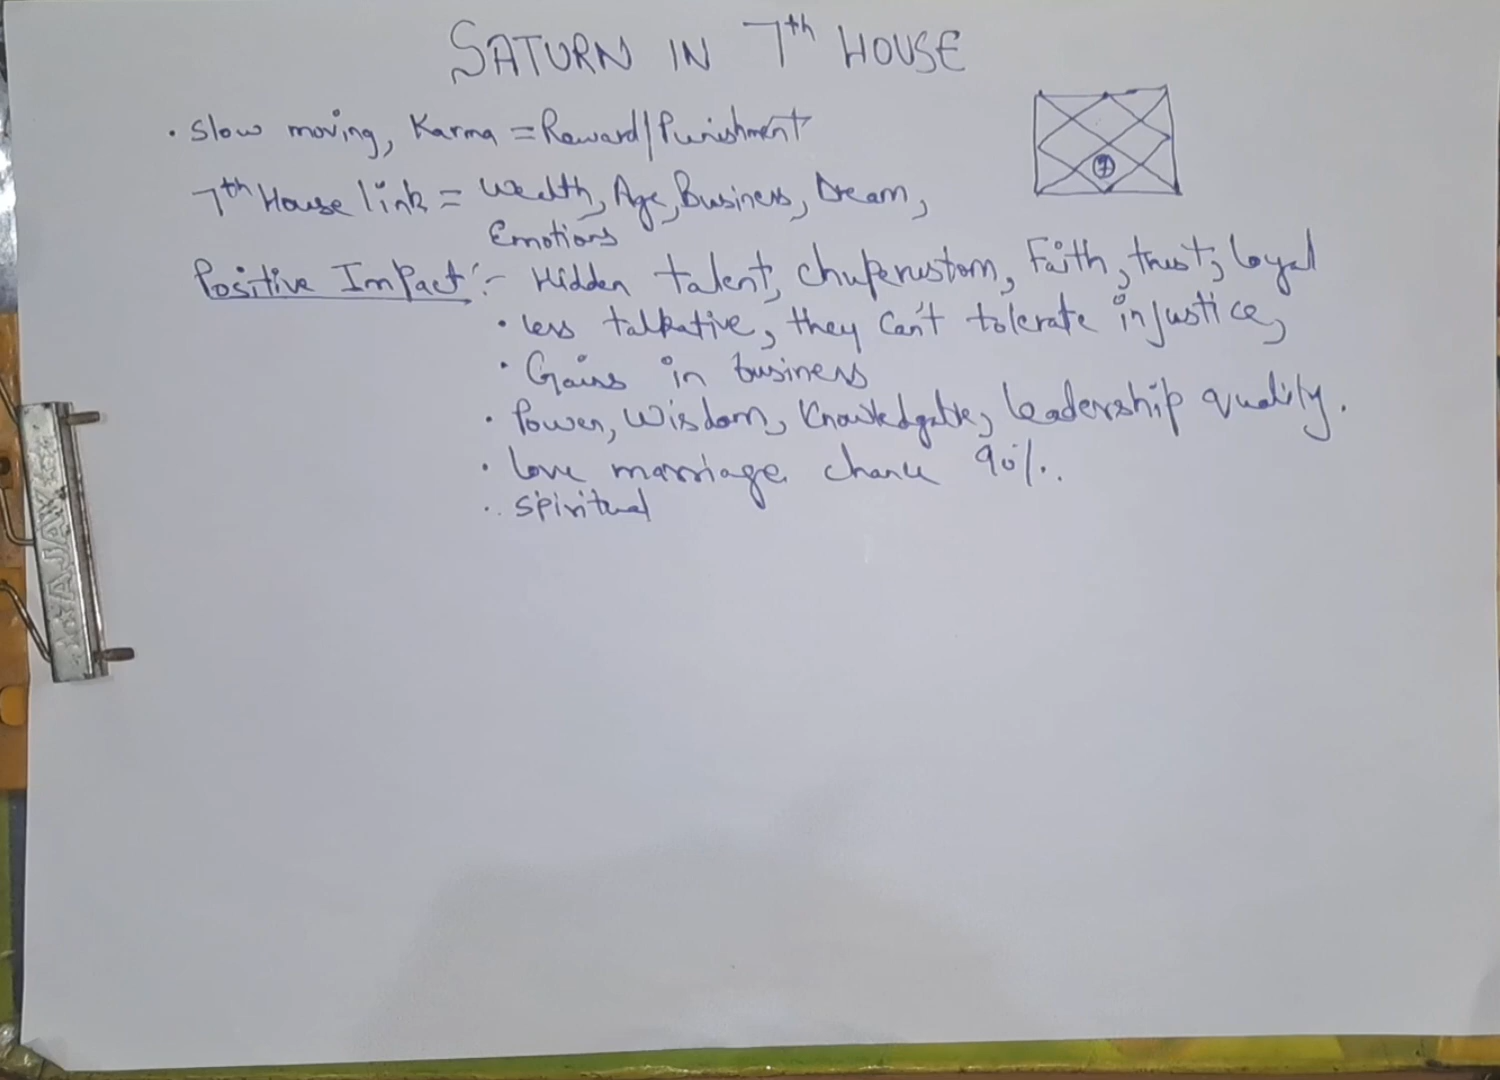 SATURN IN 7th HOUSE
• Slow moving, Karma = Reward/Punishment
7th House link = Wealth, Age, Business, Dream,
Emotions
Positive Impact :- Hidden talent, chuperustom, Faith, trust, loyal
• less talkative, they can't tolerate injustice,
• Gains in business
• Power, Wisdom, Knowledgable, leadership quality.
• love marriage chance 90%.
• spiritual
7
AJAY